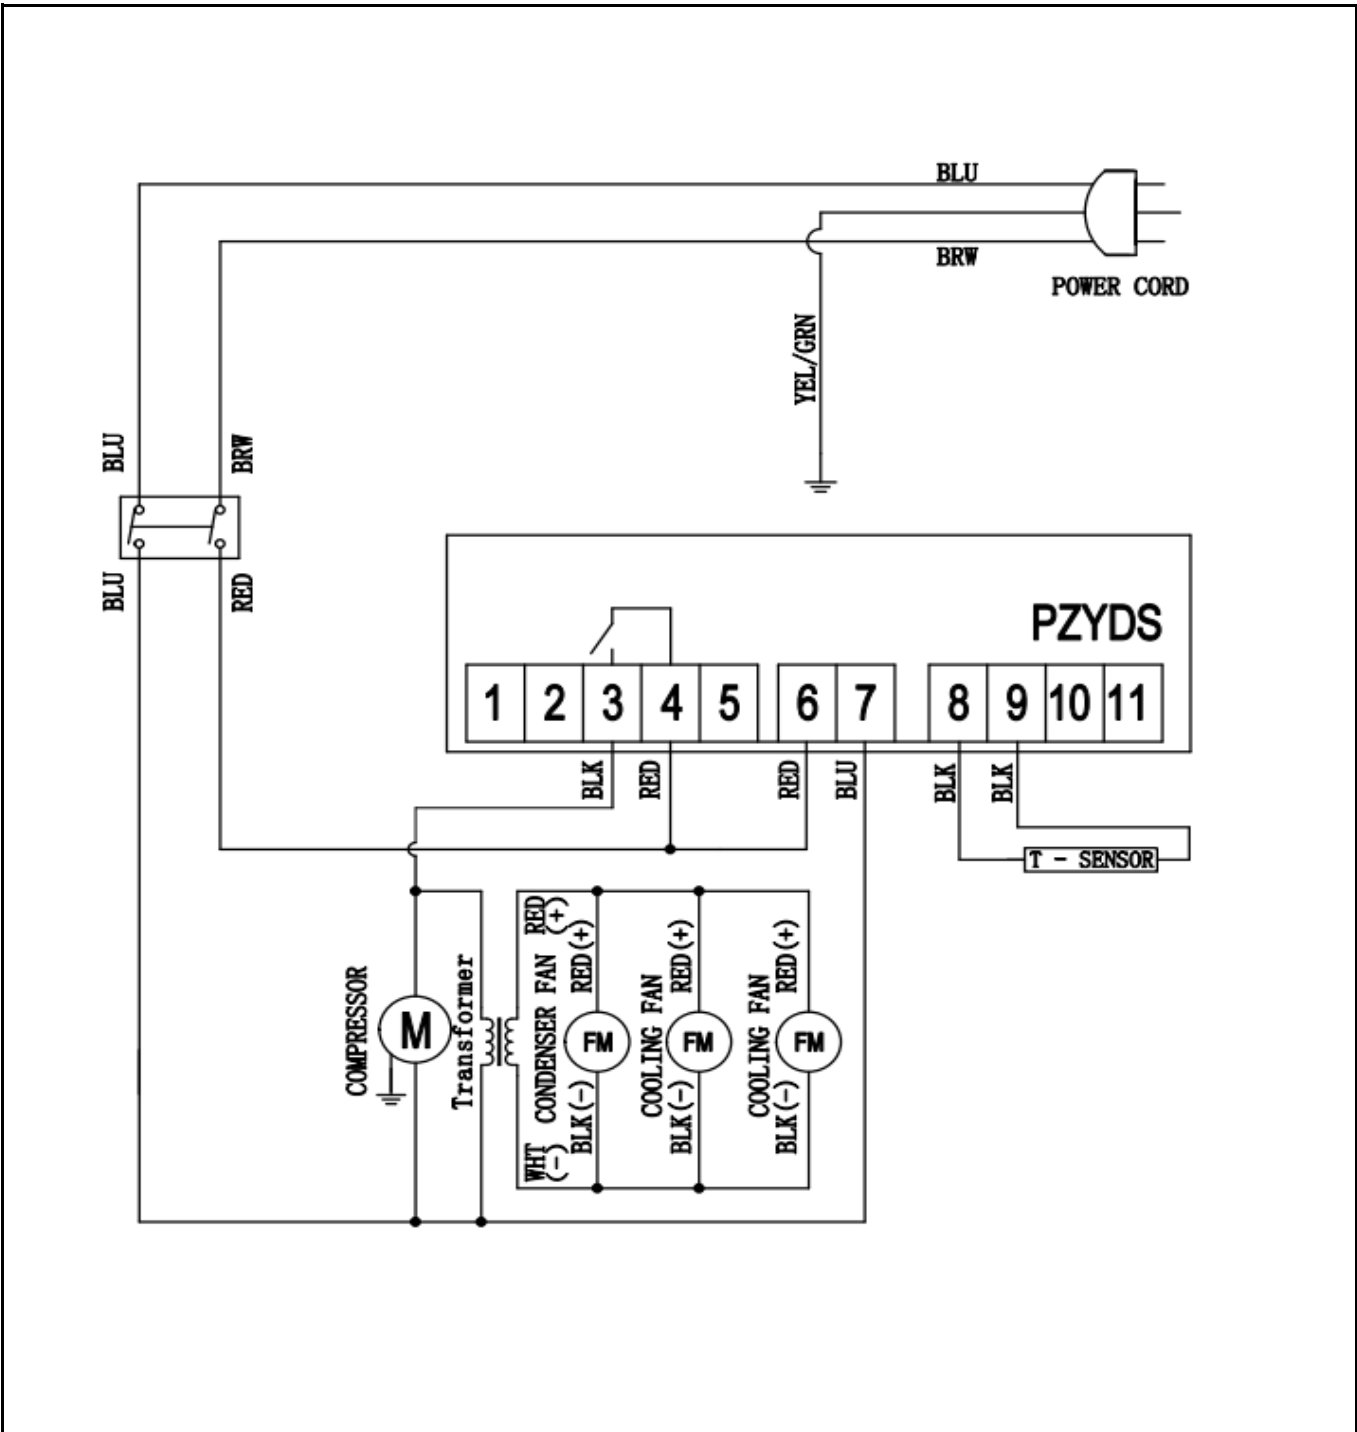 BLU
BRW
POWER CORD
YEL/GRN
BLU
BRW
BLU
RED
PZYDS
1 2 3 4 5 6 7 8 9 10 11
BLK
RED
RED
BLU
BLK
BLK
T - SENSOR
COMPRESSOR
M
Transformer
RED
(+)
WHT
(-)
CONDENSER FAN
RED(+)
FM
BLK(-)
COOLING FAN
RED(+)
FM
BLK(-)
COOLING FAN
RED(+)
FM
BLK(-)